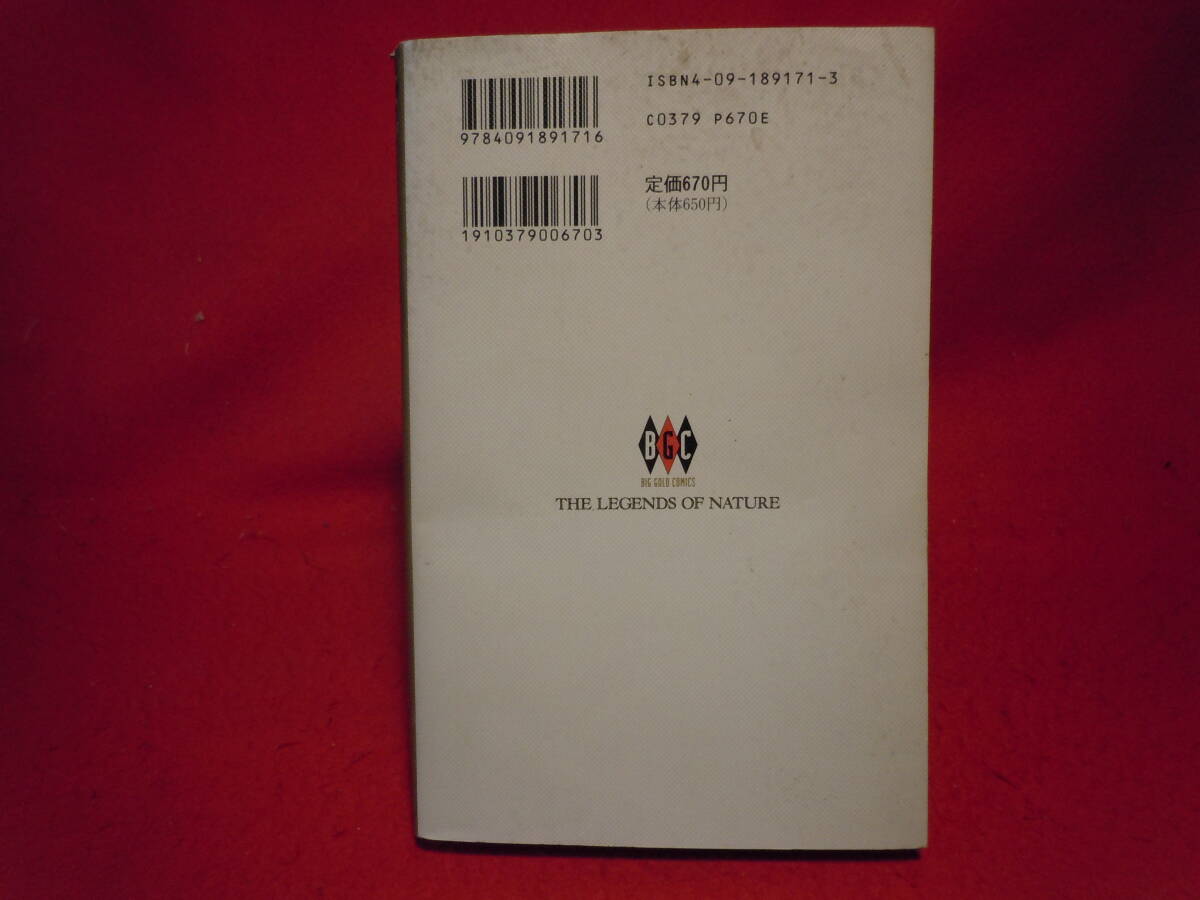 ISBN4-09-189171-3
9784091891716
C0379 P670E
定価670円
(本体650円)
1910379006703
BGC
BIG GOLD COMICS
THE LEGENDS OF NATURE